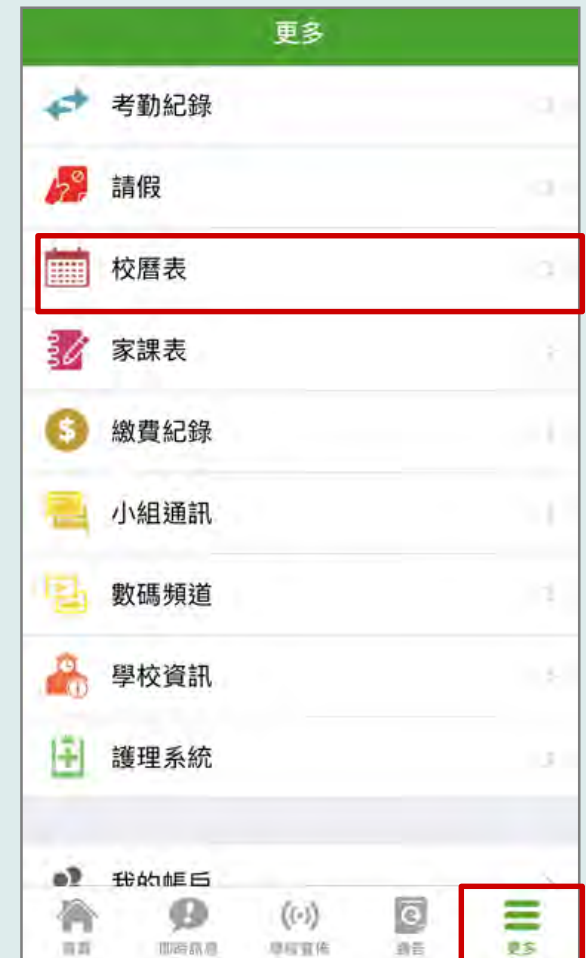 更多
考勤紀錄
請假
校曆表
家課表
繳費紀錄
小組通訊
數碼頻道
學校資訊
護理系統
我的帳戶
首頁
即時訊息
學校宣佈
通告
更多